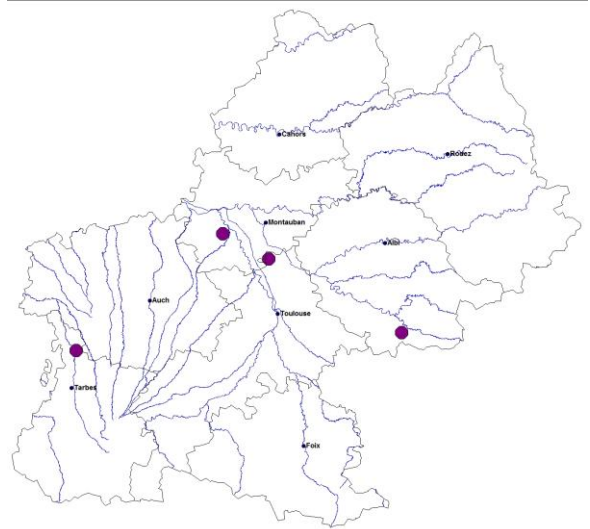 Cahors
Rodez
Montauban
Albi
Auch
Toulouse
Tarbes
Foix